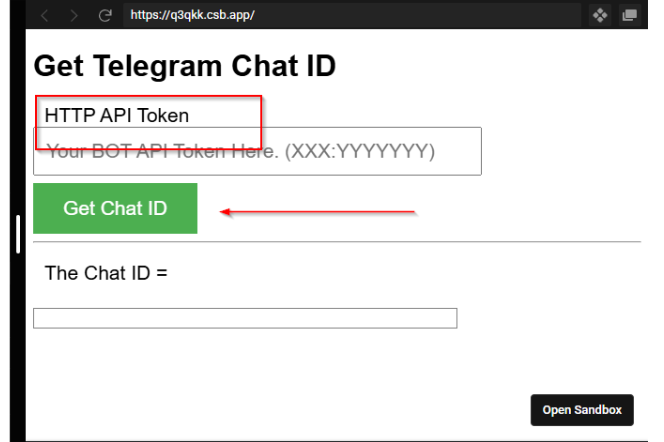 https://q3qkk.csb.app/
Get Telegram Chat ID
HTTP API Token
Your BOT API Token Here. (XXX:YYYYYYY)
Get Chat ID
The Chat ID =
Open Sandbox